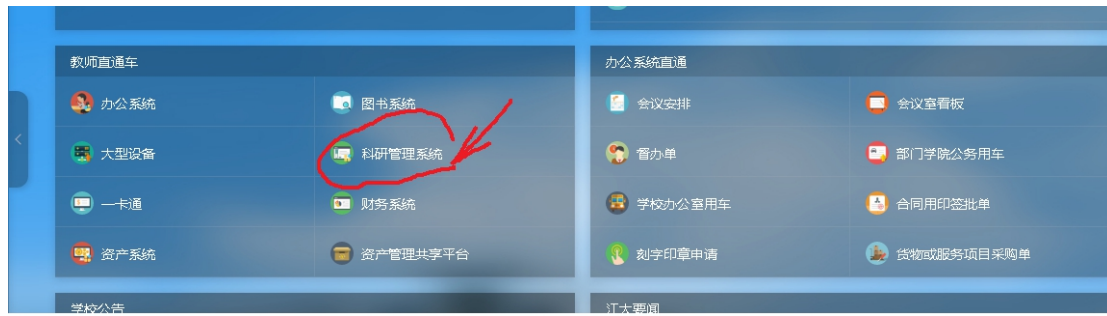 教师直通车
办公系统
图书系统
大型设备
科研管理系统
一卡通
财务系统
资产系统
资产管理共享平台
办公系统直通
会议安排
会议室看板
督办单
部门学院公务用车
学校办公室用车
合同用印签批单
刻字印章申请
货物或服务项目采购单
学校公告
江大要闻